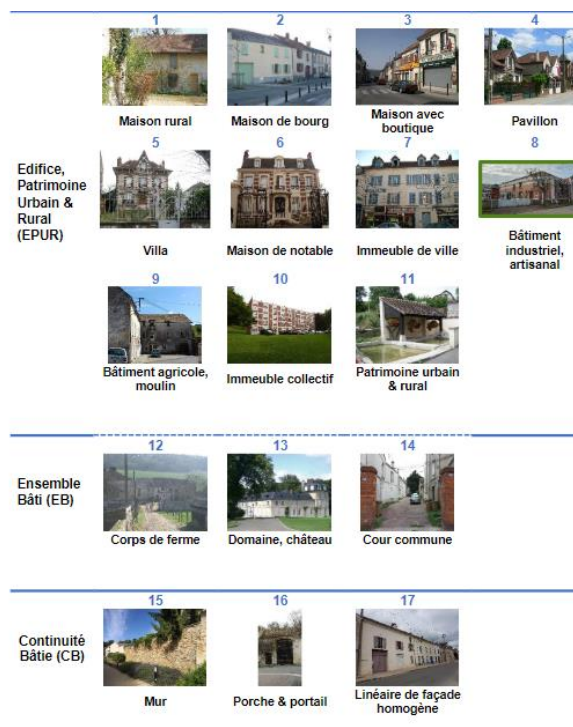 1 2 3 4
Maison rural Maison de bourg Maison avec boutique Pavillon
5 6 7 8
Edifice,
Patrimoine
Urbain &
Rural
(EPUR)
Villa Maison de notable Immeuble de ville Bâtiment industriel, artisanal
9 10 11
Bâtiment agricole, moulin Immeuble collectif Patrimoine urbain & rural
12 13 14
Ensemble
Bâti (EB)
Corps de ferme Domaine, château Cour commune
15 16 17
Continuité
Bâtie (CB)
Mur Porche & portail Linéaire de façade homogène